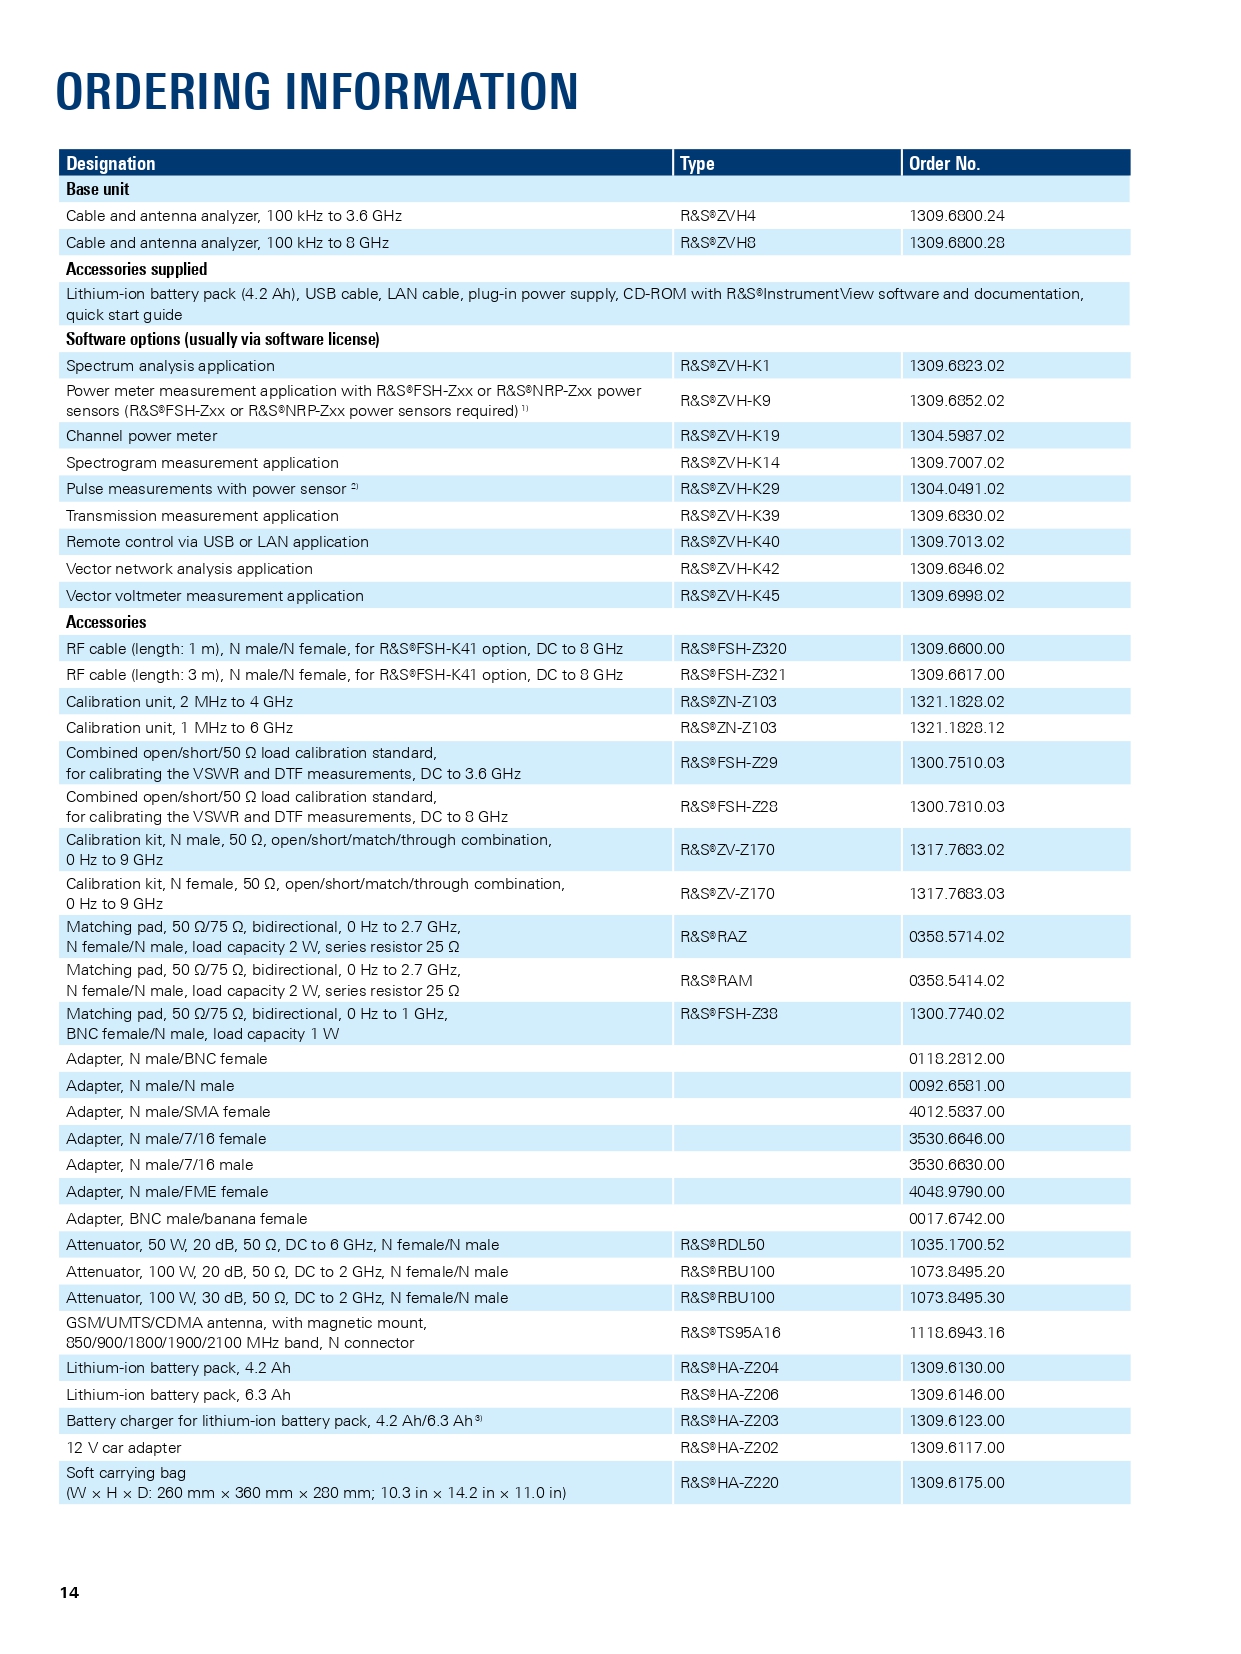 ORDERING INFORMATION
Designation Type Order No.
Base unit
Cable and antenna analyzer, 100 kHz to 3.6 GHz R&S®ZVH4 1309.6800.24
Cable and antenna analyzer, 100 kHz to 8 GHz R&S®ZVH8 1309.6800.28
Accessories supplied
Lithium-ion battery pack (4.2 Ah), USB cable, LAN cable, plug-in power supply, CD-ROM with R&S®InstrumentView software and documentation,
quick start guide
Software options (usually via software license)
Spectrum analysis application R&S®ZVH-K1 1309.6823.02
Power meter measurement application with R&S®FSH-Zxx or R&S®NRP-Zxx power
sensors (R&S®FSH-Zxx or R&S®NRP-Zxx power sensors required) 1) R&S®ZVH-K9 1309.6852.02
Channel power meter R&S®ZVH-K19 1304.5987.02
Spectrogram measurement application R&S®ZVH-K14 1309.7007.02
Pulse measurements with power sensor 2) R&S®ZVH-K29 1304.0491.02
Transmission measurement application R&S®ZVH-K39 1309.6830.02
Remote control via USB or LAN application R&S®ZVH-K40 1309.7013.02
Vector network analysis application R&S®ZVH-K42 1309.6846.02
Vector voltmeter measurement application R&S®ZVH-K45 1309.6998.02
Accessories
RF cable (length: 1 m), N male/N female, for R&S®FSH-K41 option, DC to 8 GHz R&S®FSH-Z320 1309.6600.00
RF cable (length: 3 m), N male/N female, for R&S®FSH-K41 option, DC to 8 GHz R&S®FSH-Z321 1309.6617.00
Calibration unit, 2 MHz to 4 GHz R&S®ZN-Z103 1321.1828.02
Calibration unit, 1 MHz to 6 GHz R&S®ZN-Z103 1321.1828.12
Combined open/short/50 Ω load calibration standard,
for calibrating the VSWR and DTF measurements, DC to 3.6 GHz R&S®FSH-Z29 1300.7510.03
Combined open/short/50 Ω load calibration standard,
for calibrating the VSWR and DTF measurements, DC to 8 GHz R&S®FSH-Z28 1300.7810.03
Calibration kit, N male, 50 Ω, open/short/match/through combination,
0 Hz to 9 GHz R&S®ZV-Z170 1317.7683.02
Calibration kit, N female, 50 Ω, open/short/match/through combination,
0 Hz to 9 GHz R&S®ZV-Z170 1317.7683.03
Matching pad, 50 Ω/75 Ω, bidirectional, 0 Hz to 2.7 GHz,
N female/N male, load capacity 2 W, series resistor 25 Ω R&S®RAZ 0358.5714.02
Matching pad, 50 Ω/75 Ω, bidirectional, 0 Hz to 2.7 GHz,
N female/N male, load capacity 2 W, series resistor 25 Ω R&S®RAM 0358.5414.02
Matching pad, 50 Ω/75 Ω, bidirectional, 0 Hz to 1 GHz, R&S®FSH-Z38 1300.7740.02
BNC female/N male, load capacity 1 W
Adapter, N male/BNC female 0118.2812.00
Adapter, N male/N male 0092.6581.00
Adapter, N male/SMA female 4012.5837.00
Adapter, N male/7/16 female 3530.6646.00
Adapter, N male/7/16 male 3530.6630.00
Adapter, N male/FME female 4048.9790.00
Adapter, BNC male/banana female 0017.6742.00
Attenuator, 50 W, 20 dB, 50 Ω, DC to 6 GHz, N female/N male R&S®RDL50 1035.1700.52
Attenuator, 100 W, 20 dB, 50 Ω, DC to 2 GHz, N female/N male R&S®RBU100 1073.8495.20
Attenuator, 100 W, 30 dB, 50 Ω, DC to 2 GHz, N female/N male R&S®RBU100 1073.8495.30
GSM/UMTS/CDMA antenna, with magnetic mount,
850/900/1800/1900/2100 MHz band, N connector R&S®TS95A16 1118.6943.16
Lithium-ion battery pack, 4.2 Ah R&S®HA-Z204 1309.6130.00
Lithium-ion battery pack, 6.3 Ah R&S®HA-Z206 1309.6146.00
Battery charger for lithium-ion battery pack, 4.2 Ah/6.3 Ah 3) R&S®HA-Z203 1309.6123.00
12 V car adapter R&S®HA-Z202 1309.6117.00
Soft carrying bag
(W × H × D: 260 mm × 360 mm × 280 mm; 10.3 in × 14.2 in × 11.0 in) R&S®HA-Z220 1309.6175.00
14